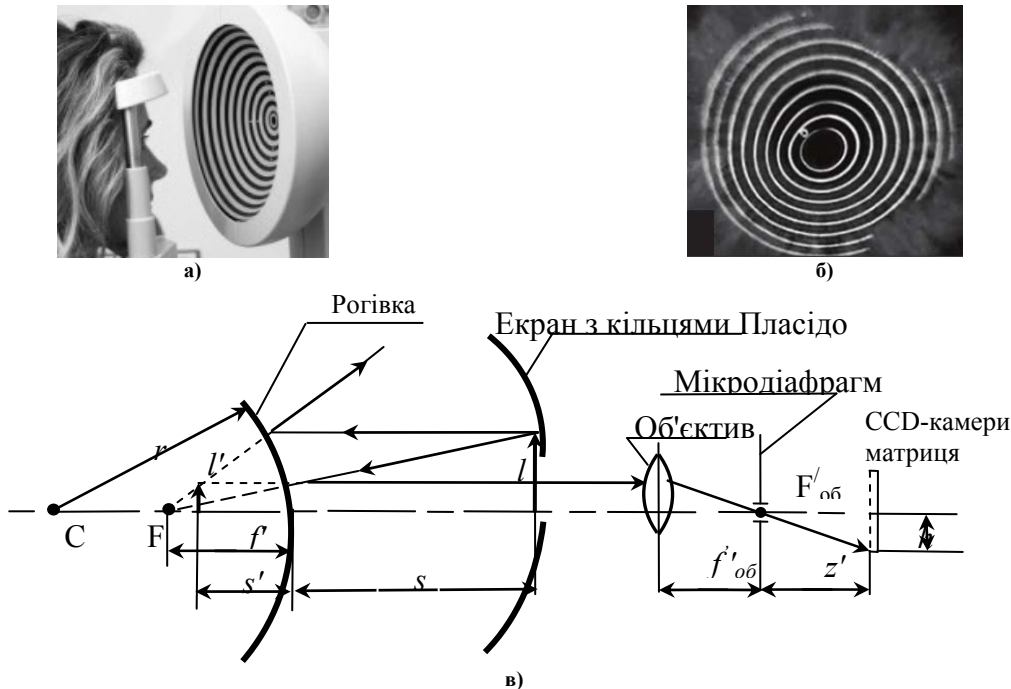 а)
б)
Рогівка
Екран з кільцями Пласідо
Мікродіафрагм
Об'єктив
CCD-камери
матриця
r
l'
l
F'об
C
F
f'
f'об
z'
s'
s
в)